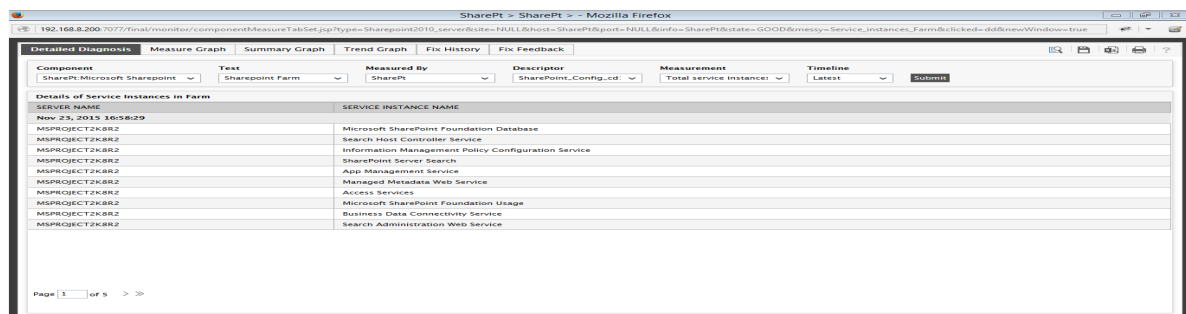 SharePt > SharePt > - Mozilla Firefox
192.168.8.200:7077/final/monitor/componentMeasureTabSet.jsp?type=Sharepoint2010_server&site=NULL&host=SharePt&port=NULL&info=SharePt&state=GOOD&messy=Service_instances_Farm&clicked=dd&newWindow=true
Detailed Diagnosis Measure Graph Summary Graph Trend Graph Fix History Fix Feedback
Component Test Measured By Descriptor Measurement Timeline
SharePt:Microsoft Sharepoint Sharepoint Farm SharePt SharePoint_Config_cd: Total service instance: Latest Submit
Details of Service Instances in Farm
SERVER NAME SERVICE INSTANCE NAME
Nov 23, 2015 16:58:29
MSPROJECT2K8R2 Microsoft SharePoint Foundation Database
MSPROJECT2K8R2 Search Host Controller Service
MSPROJECT2K8R2 Information Management Policy Configuration Service
MSPROJECT2K8R2 SharePoint Server Search
MSPROJECT2K8R2 App Management Service
MSPROJECT2K8R2 Managed Metadata Web Service
MSPROJECT2K8R2 Access Services
MSPROJECT2K8R2 Microsoft SharePoint Foundation Usage
MSPROJECT2K8R2 Business Data Connectivity Service
MSPROJECT2K8R2 Search Administration Web Service
Page 1 of 5 > >>